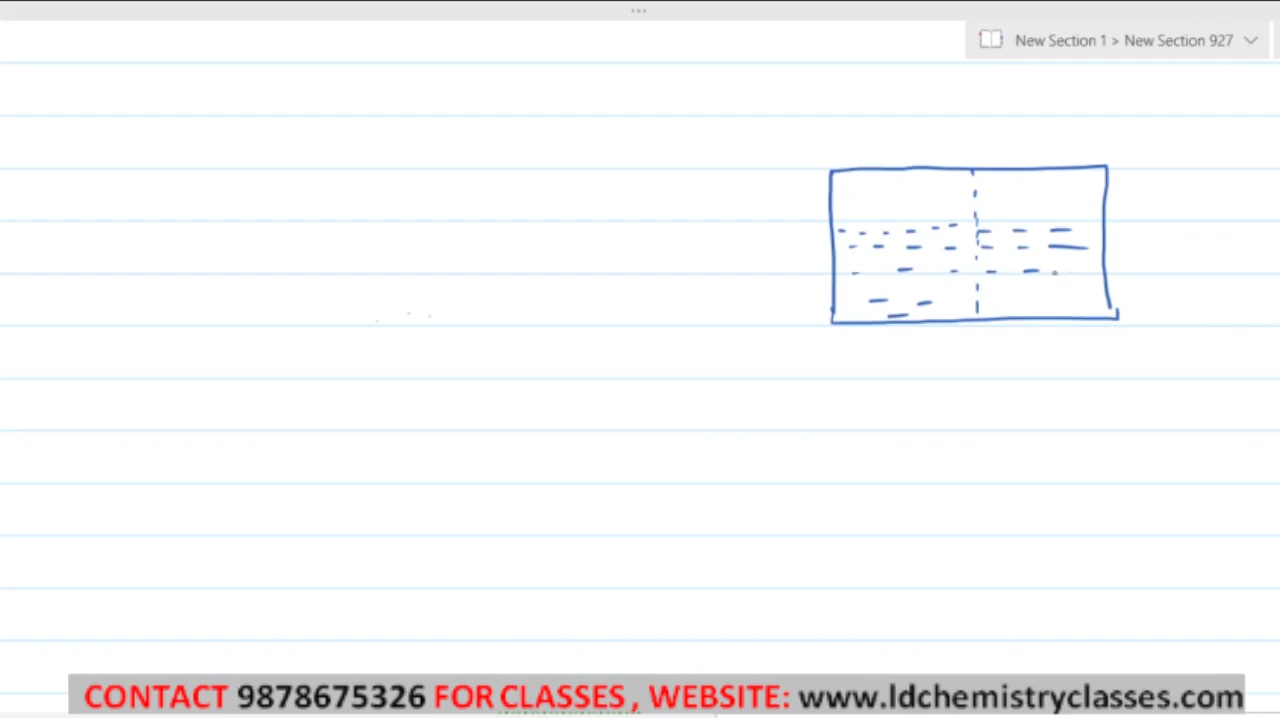 New Section 1 > New Section 927
CONTACT 9878675326 FOR CLASSES , WEBSITE: www.ldchemistryclasses.com